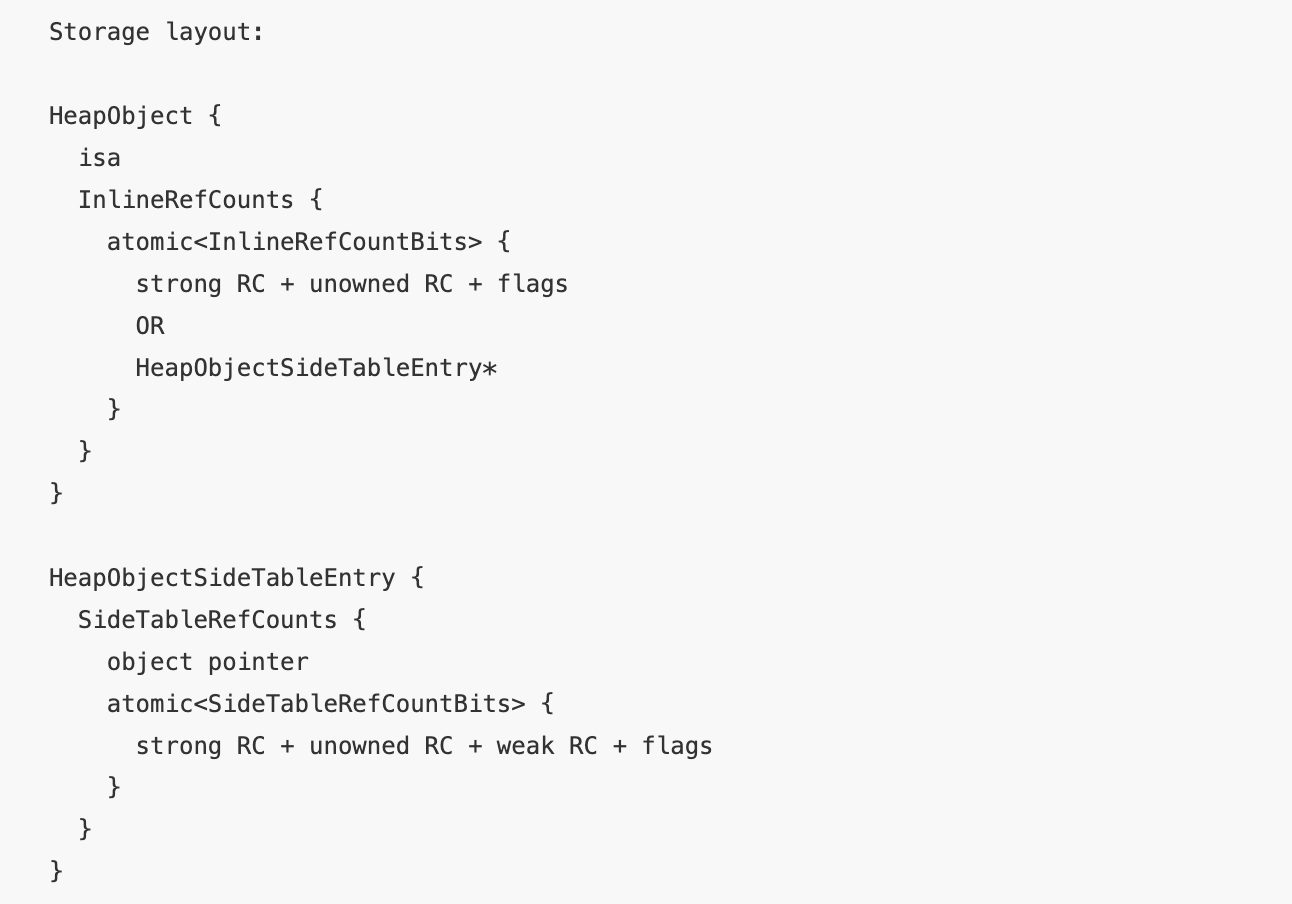 Storage layout:

HeapObject {
  isa
  InlineRefCounts {
    atomic<InlineRefCountBits> {
      strong RC + unowned RC + flags
      OR
      HeapObjectSideTableEntry*
    }
  }
}

HeapObjectSideTableEntry {
  SideTableRefCounts {
    object pointer
    atomic<SideTableRefCountBits> {
      strong RC + unowned RC + weak RC + flags
    }
  }
}